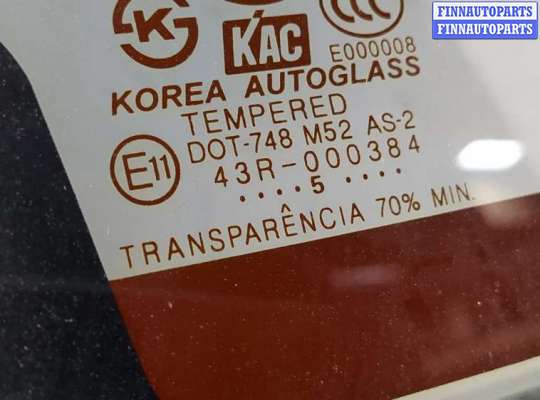 FINNAUTOPARTS
FINNAUTOPARTS
K
KAC
E000008
KOREA AUTOGLASS
TEMPERED
DOT-748 M52 AS-2
E11
43R-000384
....5 ....
TRANSPARÊNCIA 70% MIN.